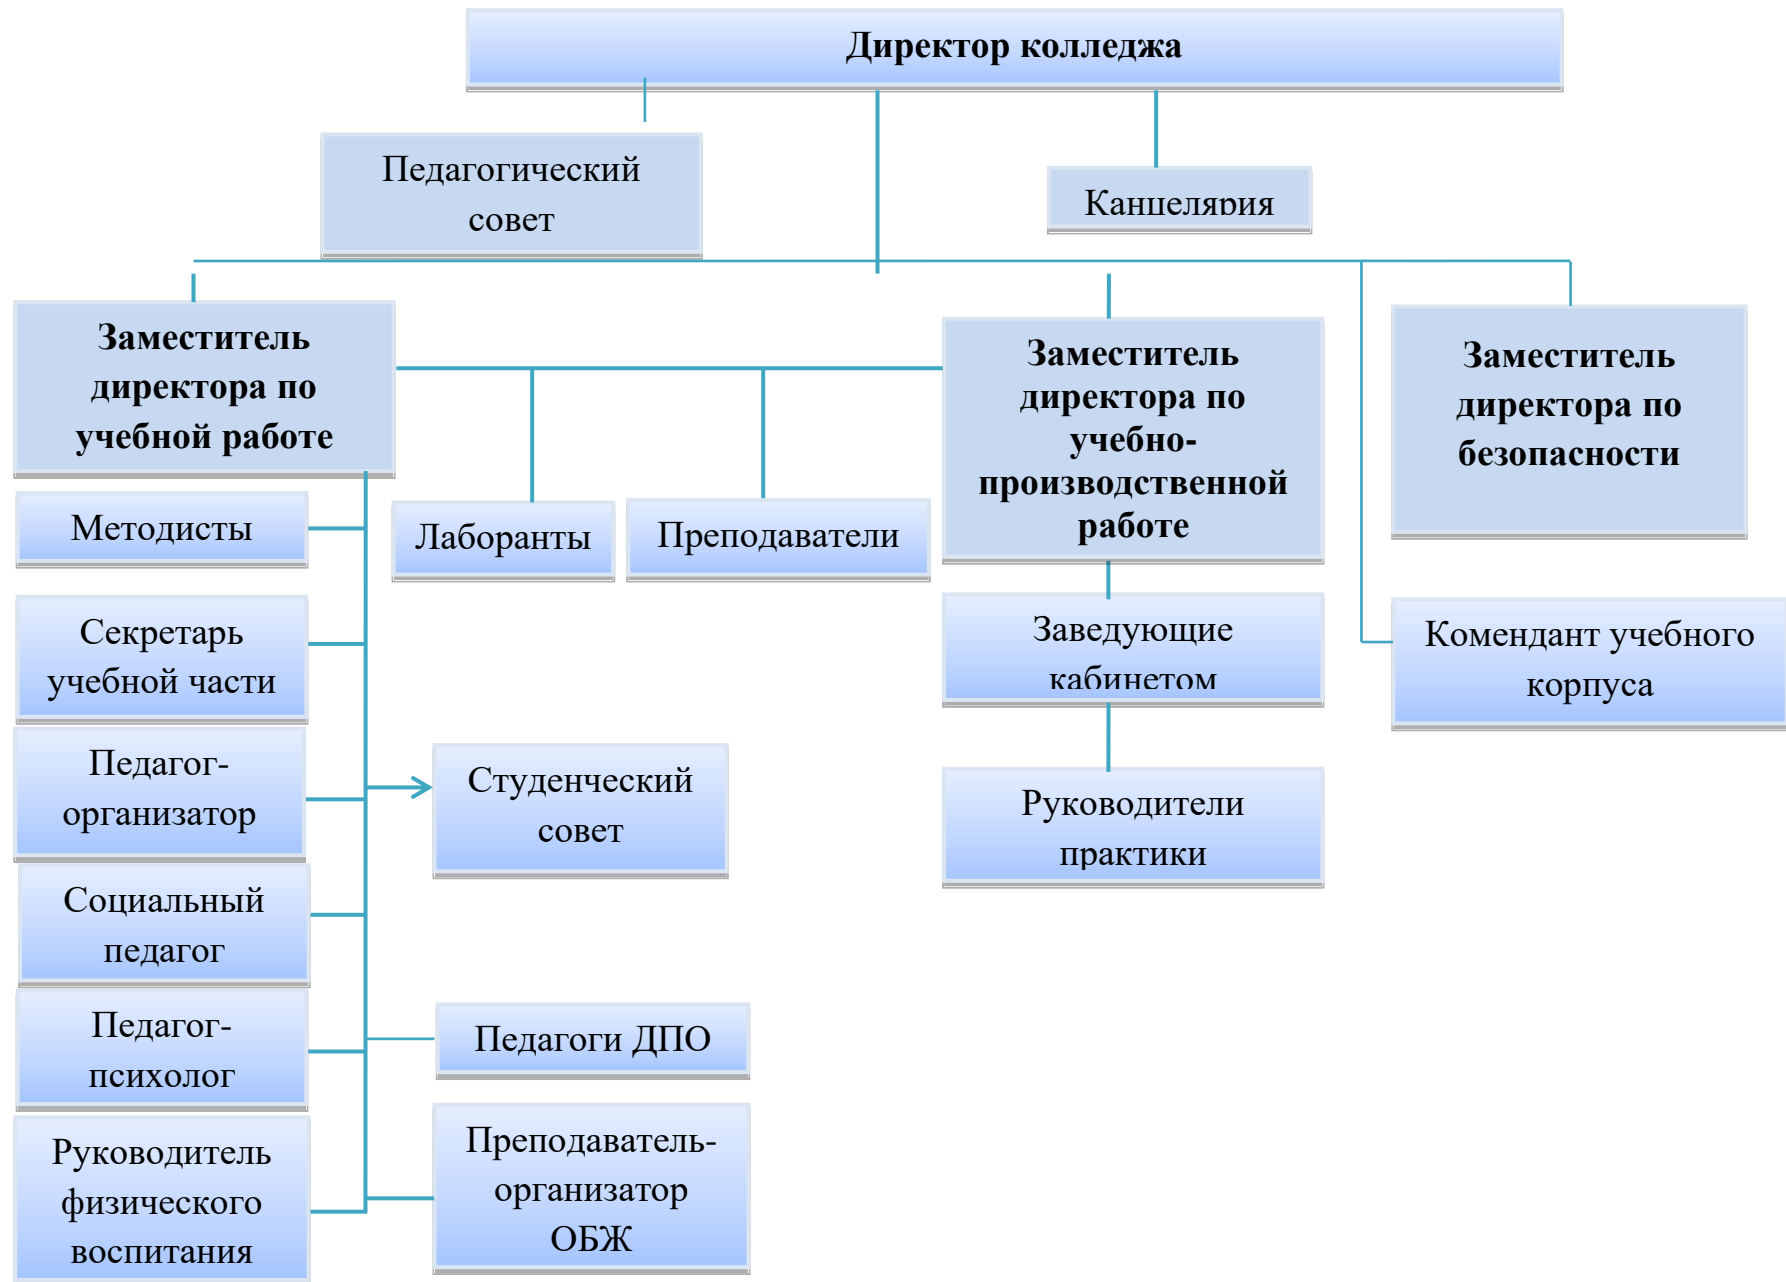 Директор колледжа
Педагогический
совет
Канцелярия
Заместитель
директора по
учебной работе
Заместитель
директора по
учебно-
производственной
работе
Заместитель
директора по
безопасности
Методисты
Лаборанты
Преподаватели
Секретарь
учебной части
Заведующие
кабинетом
Комендант учебного
корпуса
Педагог-
организатор
Студенческий
совет
Руководители
практики
Социальный
педагог
Педагог-
психолог
Педагоги ДПО
Руководитель
физического
воспитания
Преподаватель-
организатор
ОБЖ